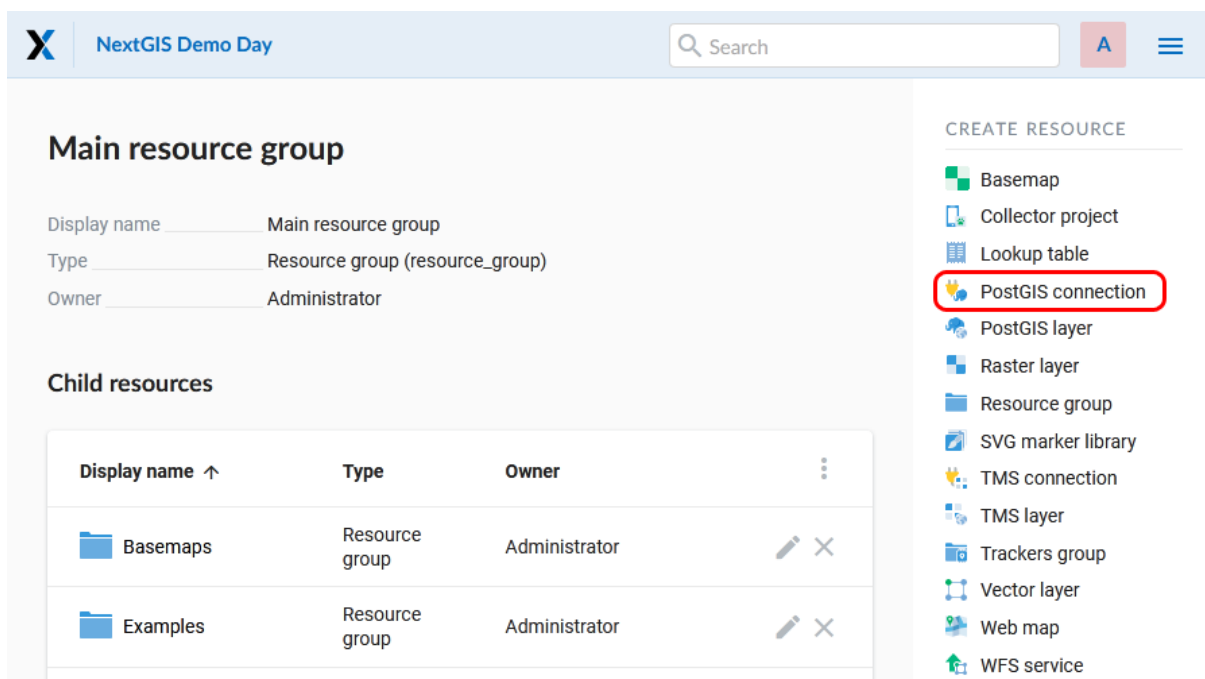 NextGIS Demo Day
Search
A
Main resource group
Display name Main resource group
Type Resource group (resource_group)
Owner Administrator
Child resources
Display name Type Owner
Basemaps Resource group Administrator
Examples Resource group Administrator
CREATE RESOURCE
Basemap
Collector project
Lookup table
PostGIS connection
PostGIS layer
Raster layer
Resource group
SVG marker library
TMS connection
TMS layer
Trackers group
Vector layer
Web map
WFS service